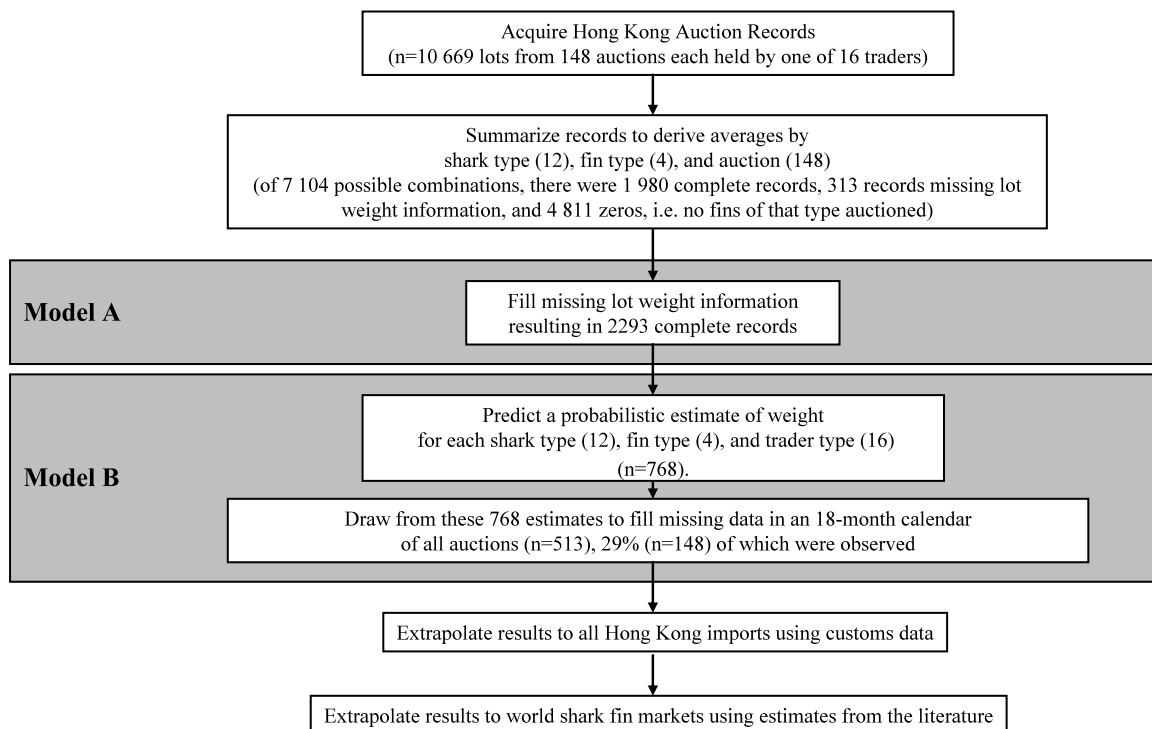 Acquire Hong Kong Auction Records
(n=10 669 lots from 148 auctions each held by one of 16 traders)
Summarize records to derive averages by
shark type (12), fin type (4), and auction (148)
(of 7 104 possible combinations, there were 1 980 complete records, 313 records missing lot
weight information, and 4 811 zeros, i.e. no fins of that type auctioned)
Model A
Fill missing lot weight information
resulting in 2293 complete records
Model B
Predict a probabilistic estimate of weight
for each shark type (12), fin type (4), and trader type (16)
(n=768).
Draw from these 768 estimates to fill missing data in an 18-month calendar
of all auctions (n=513), 29% (n=148) of which were observed
Extrapolate results to all Hong Kong imports using customs data
Extrapolate results to world shark fin markets using estimates from the literature